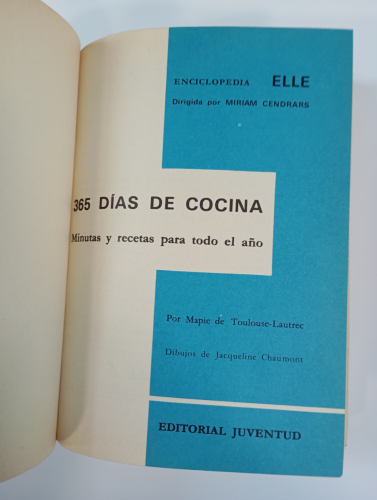 ENCICLOPEDIA ELLE
Dirigida por MIRIAM CENDRARS
365 DÍAS DE COCINA
Minutas y recetas para todo el año
Por Mapie de Toulouse-Lautrec
Dibujos de Jacqueline Chaumont
EDITORIAL JUVENTUD